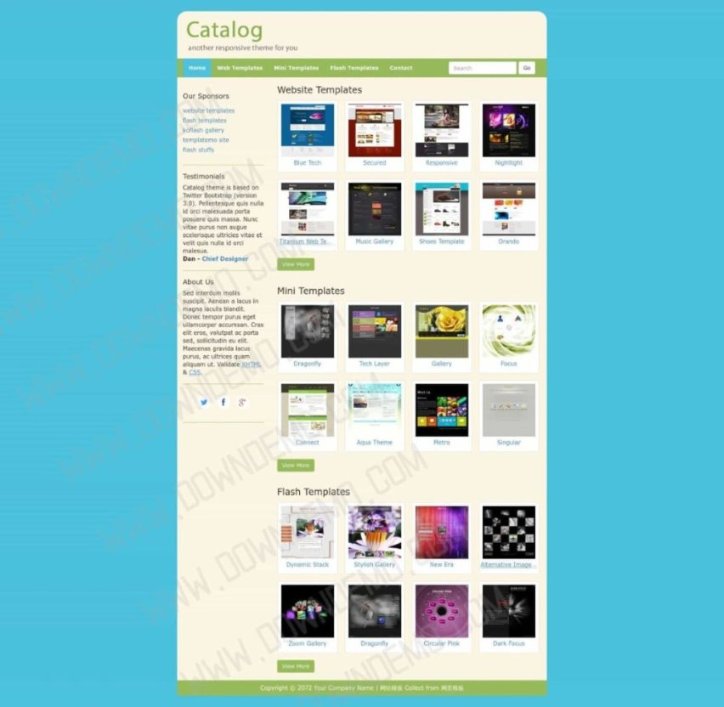 Catalog
another responsive theme for you
Home Web Templates Mini Templates Flash Templates Contact Search Go
Our Sponsors
website templates
flash templates
koflash gallery
templatemo site
flash stuffs
Testimonials
Catalog theme is based on
Twitter Bootstrap (version
3.0). Pellentesque quis nulla
id orci malesuada porta
posuere quis massa. Nunc
vitae purus non augue
scelerisque ultricies vitae et
velit quis nulla id orci
malesua.
Dan - Chief Designer
About Us
Sed interdum mollis
suscipit. Aenean a lacus in
magna iaculis blandit.
Donec tempor purus eget
ullamcorper accumsan. Cras
elit eros, volutpat ac porta
sed, sollicitudin eu elit.
Maecenas gravida lacus
purus, ac ultrices quam
aliquam ut. Validate XHTML
& CSS.
Website Templates
Blue Tech Secured Responsive Nightlight
Titanium Web Te... Music Gallery Shoes Template Orando
View More
Mini Templates
Dragonfly Tech Layer Gallery Focus
Connect Aqua Theme Metro Singular
View More
Flash Templates
Dynamic Stack Stylish Gallery New Era Alternative Image...
Zoom Gallery Dragonfly Circular Pink Dark Focus
View More
Copyright © 2072 Your Company Name | 网站模板 Collect from 网页模板
WWW.DOWNDEMO.COM